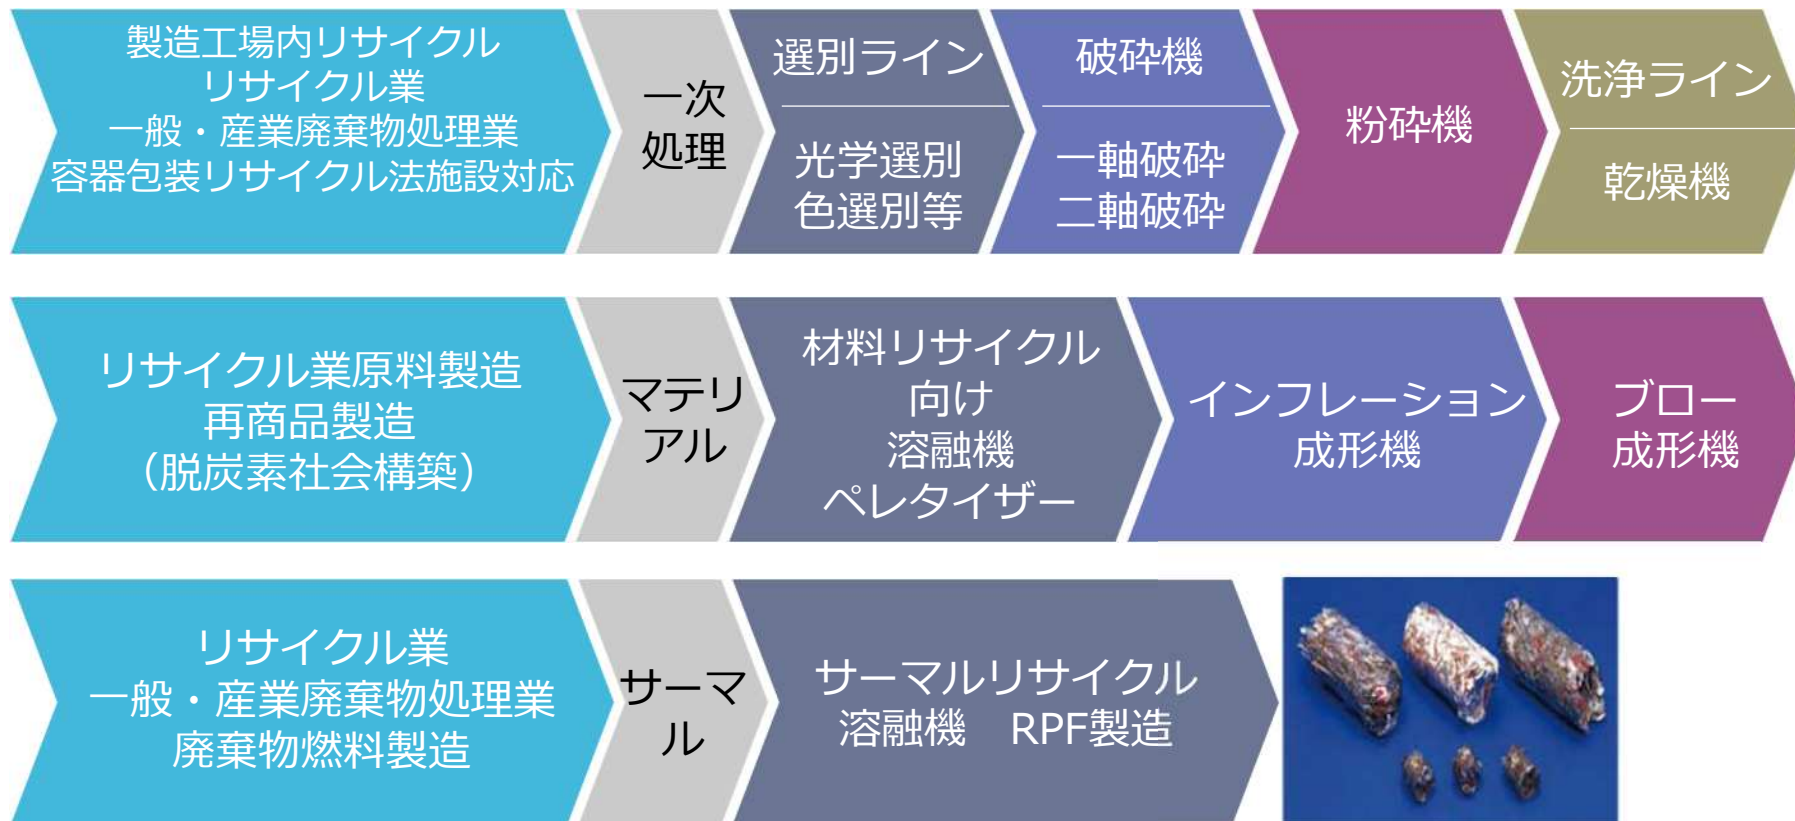 製造工場内リサイクル
リサイクル業
一般・産業廃棄物処理業
容器包装リサイクル法施設対応
一次
処理
選別ライン
光学選別
色選別等
破砕機
一軸破砕
二軸破砕
粉砕機
洗浄ライン
乾燥機
リサイクル業原料製造
再商品製造
（脱炭素社会構築）
マテリ
アル
材料リサイクル
向け
溶融機
ペレタイザー
インフレーション
成形機
ブロー
成形機
リサイクル業
一般・産業廃棄物処理業
廃棄物燃料製造
サーマ
ル
サーマルリサイクル
溶融機　RPF製造